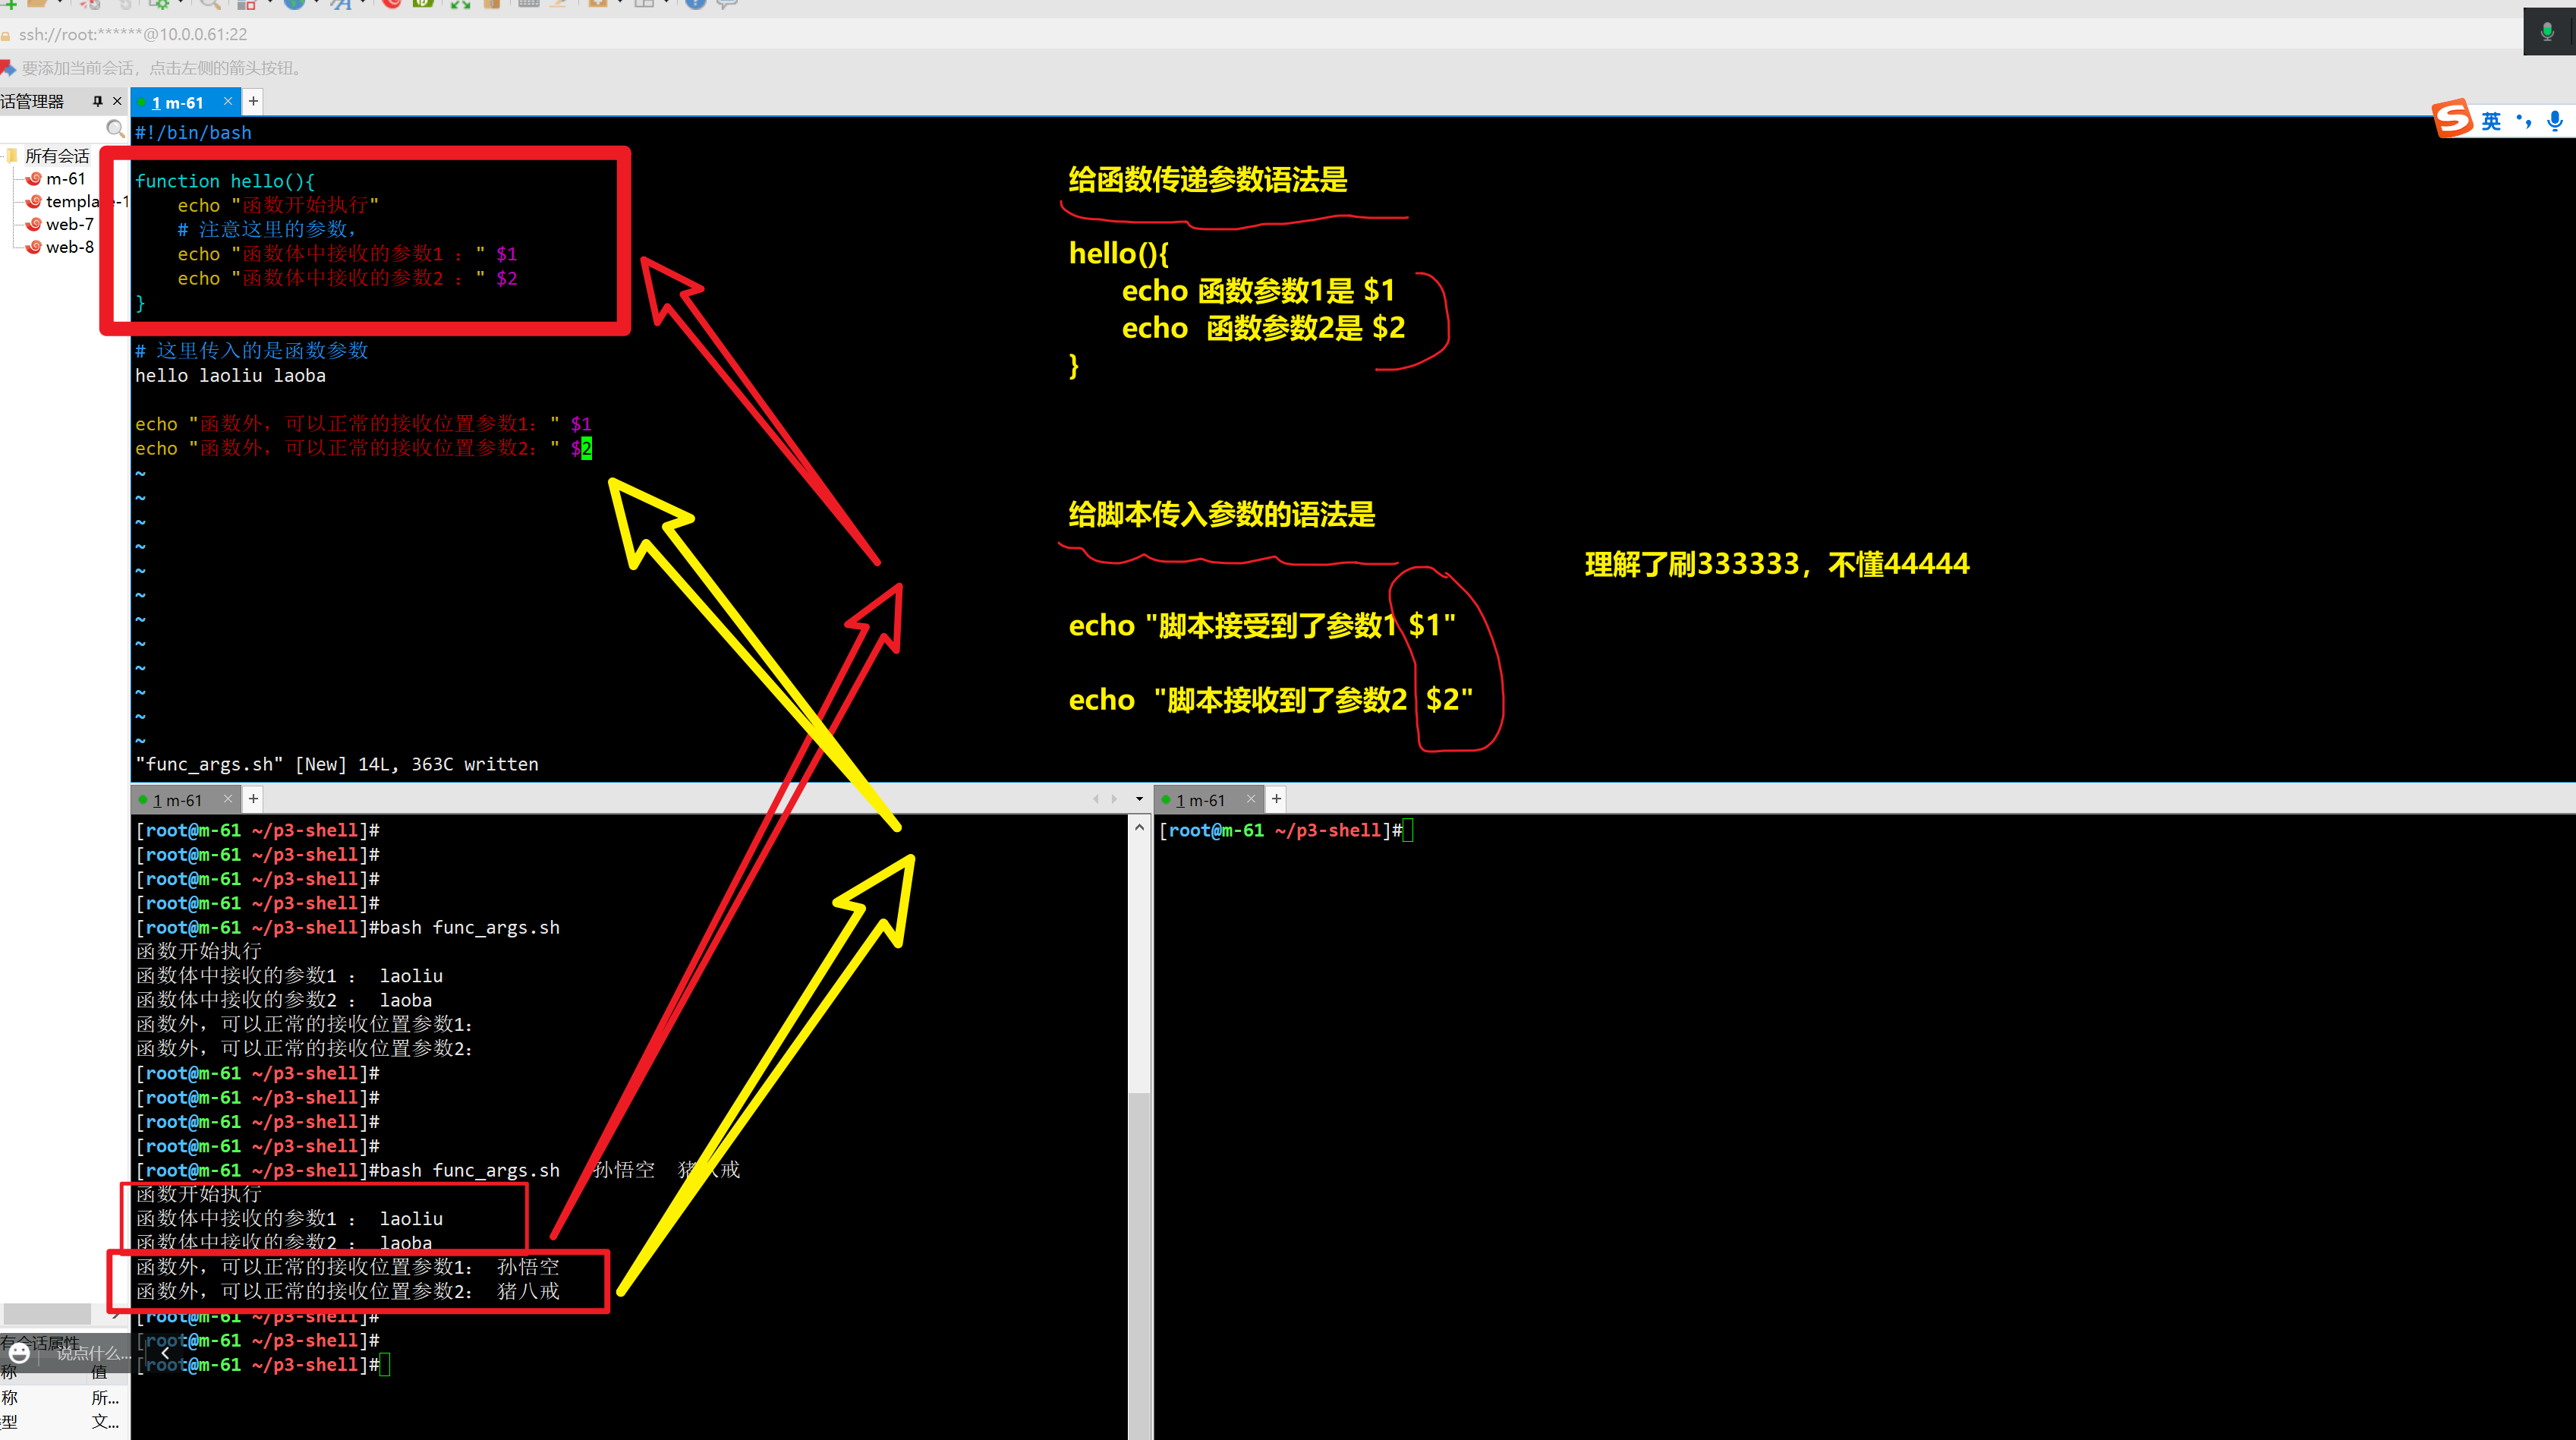 ssh://root:******@10.0.0.61:22
要添加当前会话，点击左侧的箭头按钮。
话管理器
1 m-61
所有会话
m-61
template-1
web-7
web-8
#!/bin/bash
function hello(){
echo "函数开始执行"
# 注意这里的参数，
echo "函数体中接收的参数1 ：" $1
echo "函数体中接收的参数2 ：" $2
}
# 这里传入的是函数参数
hello laoliu laoba
echo "函数外，可以正常的接收位置参数1：" $1
echo "函数外，可以正常的接收位置参数2：" $2
~
~
~
~
~
~
~
~
~
~
~
~
"func_args.sh" [New] 14L, 363C written
给函数传递参数语法是
hello(){
echo 函数参数1是 $1
echo 函数参数2是 $2
}
给脚本传入参数的语法是
理解了刷333333，不懂44444
echo "脚本接受到了参数1 $1"
echo "脚本接收到了参数2 $2"
英
1 m-61
[root@m-61 ~/p3-shell]#
[root@m-61 ~/p3-shell]#
[root@m-61 ~/p3-shell]#
[root@m-61 ~/p3-shell]#
[root@m-61 ~/p3-shell]#bash func_args.sh
函数开始执行
函数体中接收的参数1 ： laoliu
函数体中接收的参数2 ： laoba
函数外，可以正常的接收位置参数1：
函数外，可以正常的接收位置参数2：
[root@m-61 ~/p3-shell]#
[root@m-61 ~/p3-shell]#
[root@m-61 ~/p3-shell]#
[root@m-61 ~/p3-shell]#
[root@m-61 ~/p3-shell]#bash func_args.sh 孙悟空 猪八戒
函数开始执行
函数体中接收的参数1 ： laoliu
函数体中接收的参数2 ： laoba
函数外，可以正常的接收位置参数1： 孙悟空
函数外，可以正常的接收位置参数2： 猪八戒
[root@m-61 ~/p3-shell]#
[root@m-61 ~/p3-shell]#
[root@m-61 ~/p3-shell]#
1 m-61
[root@m-61 ~/p3-shell]#
有会话属性
说点什么...
称 值
称 所...
型 文...